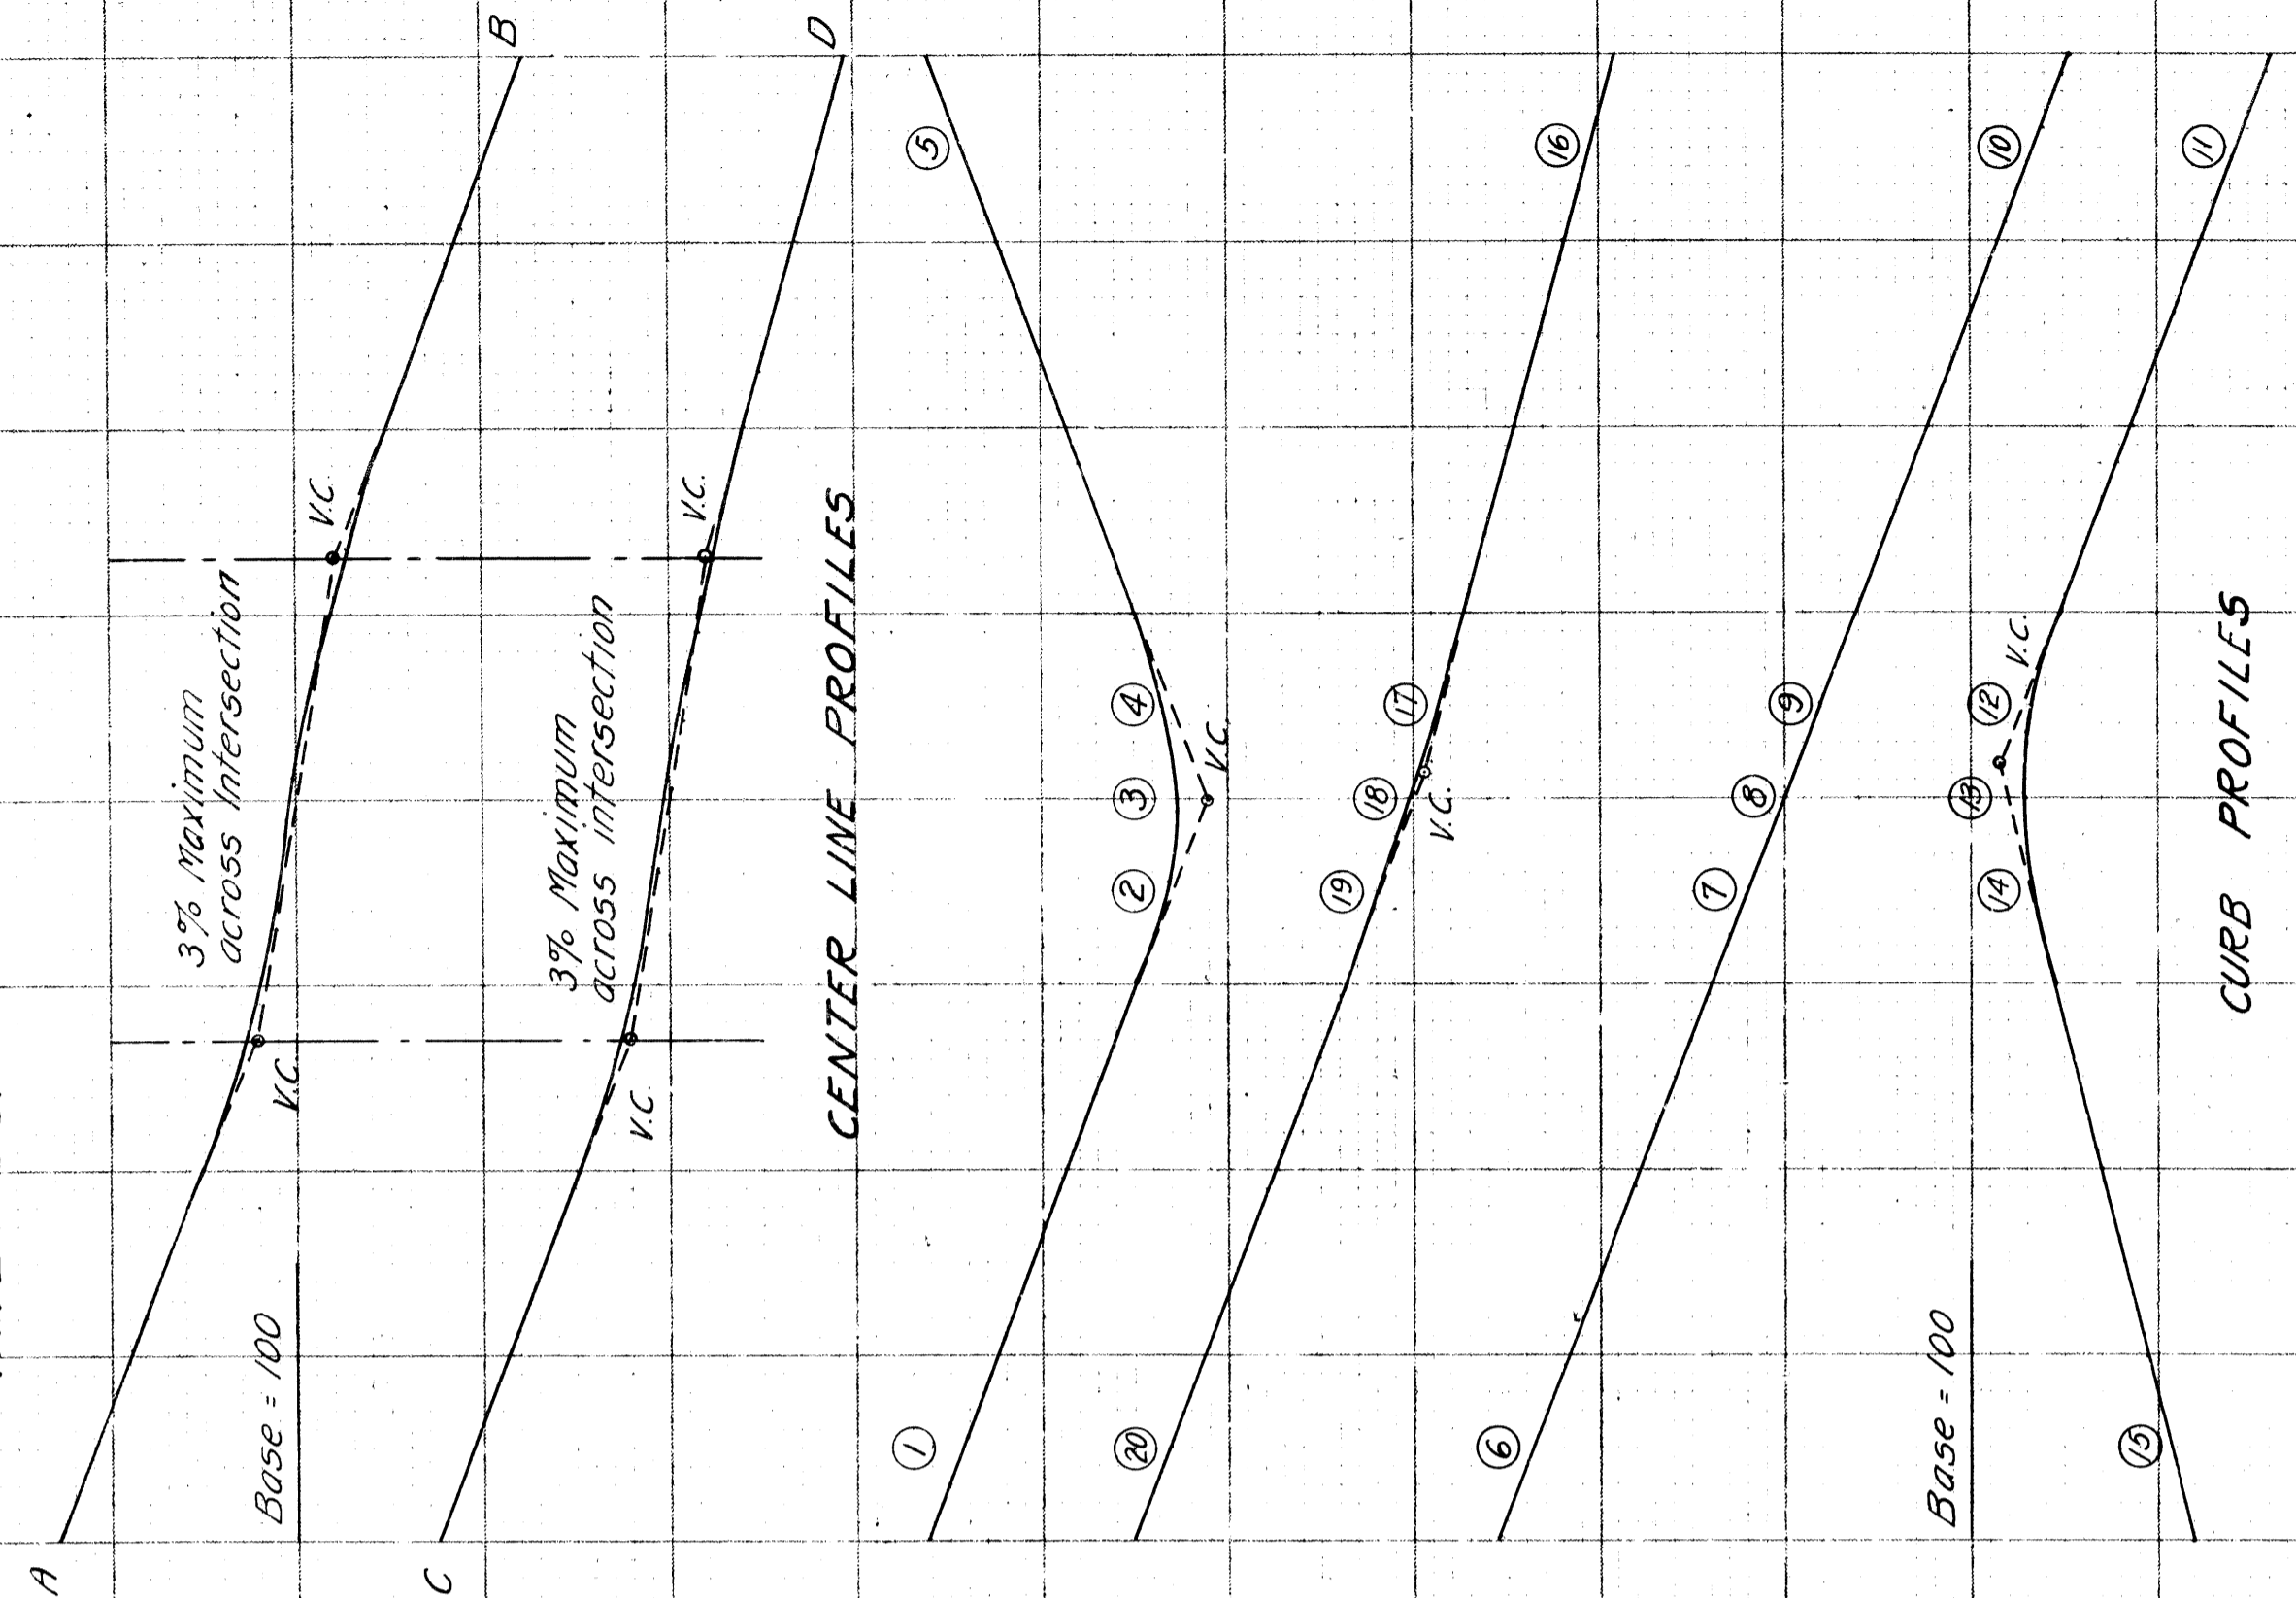 A
B
3% Maximum
across Intersection
V.C.
V.C.
Base = 100
C
D
3% Maximum
across intersection
V.C.
V.C.
CENTER LINE PROFILES
1
2
3
4
5
V.C.
20
19
18
17
16
V.C.
6
7
8
9
10
Base = 100
15
14
13
12
11
V.C.
CURB PROFILES